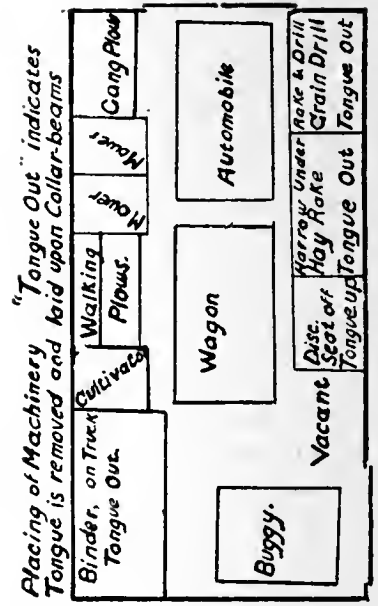 Placing of Machinery "Tongue Out" indicates
Tongue is removed and laid upon Collar-beams
Binder, on Truck
Tongue Out.
Cultivator
Walking
Plows.
Mower
Mower
Gang Plow
Wagon
Automobile
Buggy.
Vacant
Disc.
Seat off
Tongue up
Harrow Under
Hay Rake
Tongue Out
Rake & Drill
Grain Drill
Tongue Out